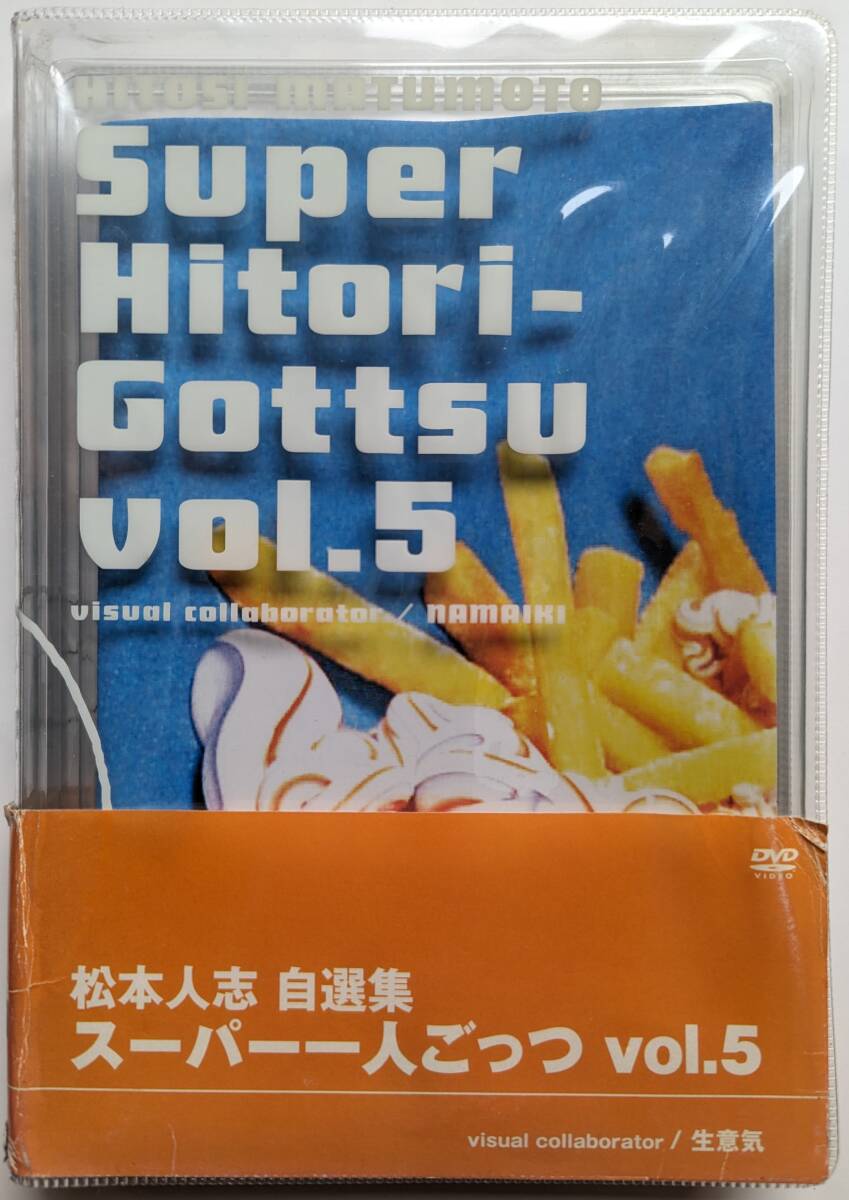 HITOSI MATUMOTO
Super
Hitori-
Gottsu
vol.5
visual collaborator / NAMAIKI
DVD
VIDEO
松本人志 自選集
スーパー一人ごっつ vol.5
visual collaborator / 生意気